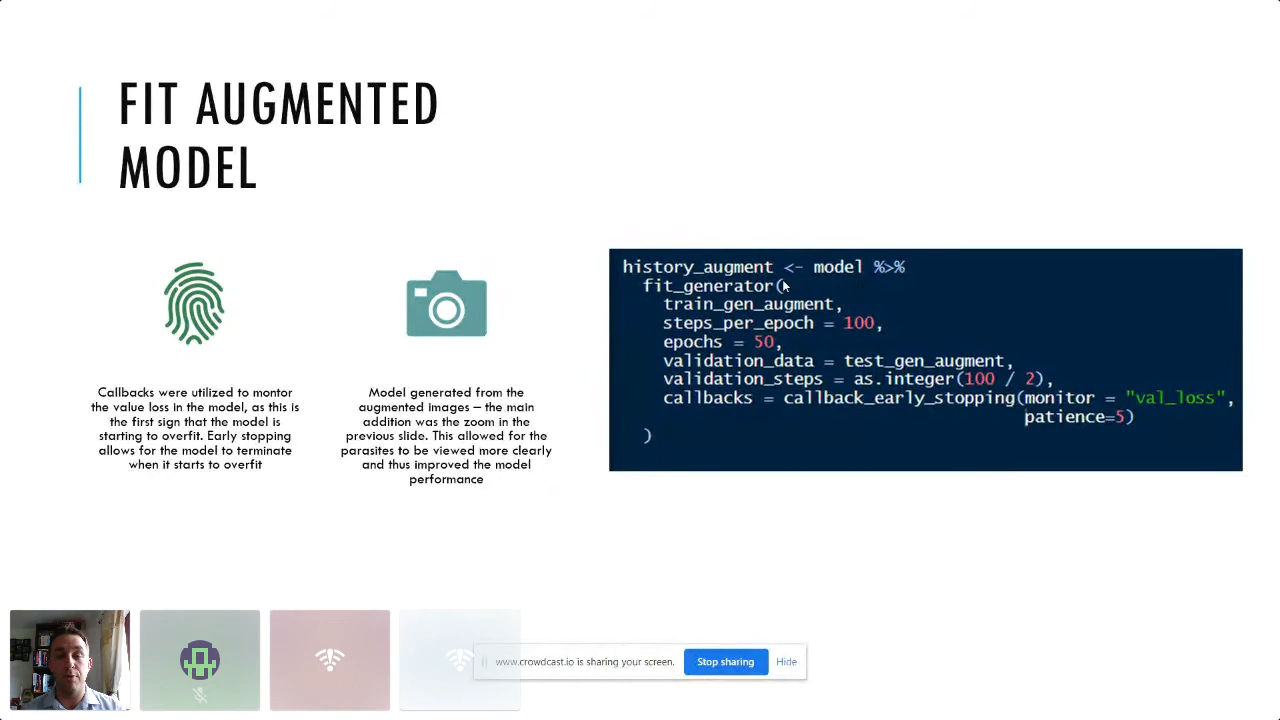 FIT AUGMENTED
MODEL
Callbacks were utilized to montor
the value loss in the model, as this is
the first sign that the model is
starting to overfit. Early stopping
allows for the model to terminate
when it starts to overfit
Model generated from the
augmented images – the main
addition was the zoom in the
previous slide. This allowed for the
parasites to be viewed more clearly
and thus improved the model
performance
history_augment <- model %>%
fit_generator(
train_gen_augment,
steps_per_epoch = 100,
epochs = 50,
validation_data = test_gen_augment,
validation_steps = as.integer(100 / 2),
callbacks = callback_early_stopping(monitor = "val_loss",
patience=5)
)
www.crowdcast.io is sharing your screen.
Stop sharing
Hide